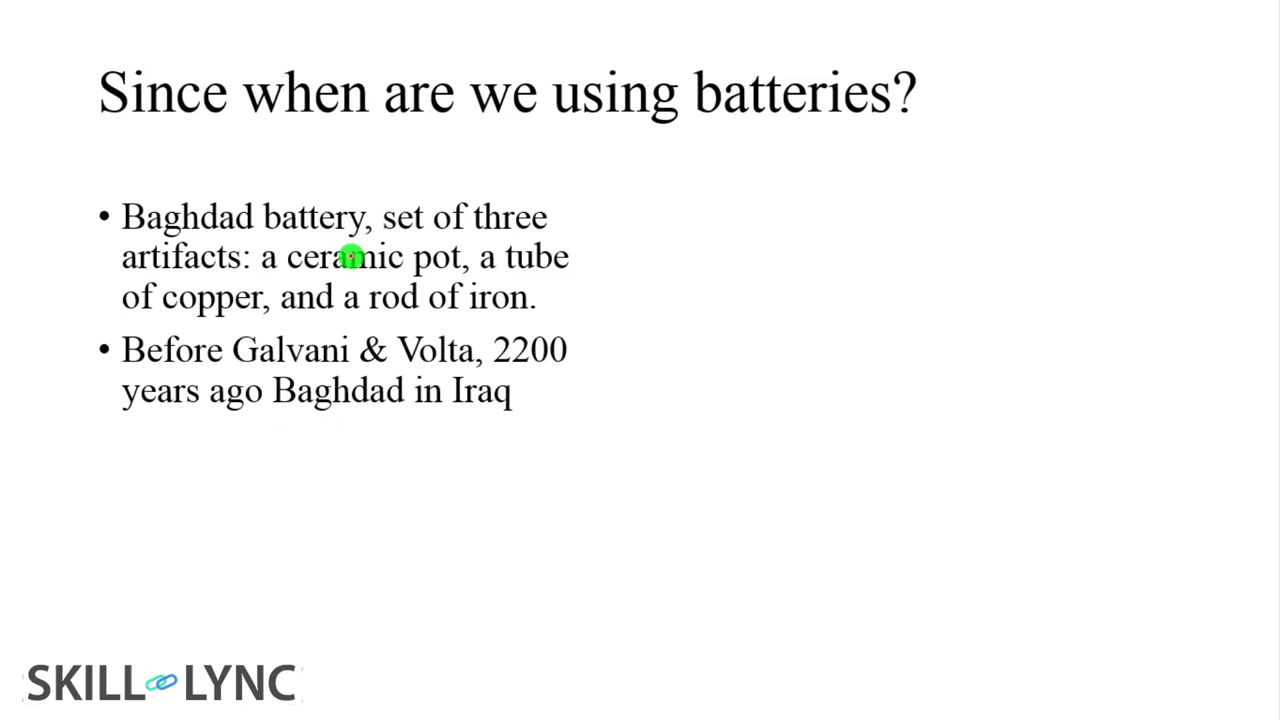 Since when are we using batteries?
• Baghdad battery, set of three
artifacts: a ceramic pot, a tube
of copper, and a rod of iron.
• Before Galvani & Volta, 2200
years ago Baghdad in Iraq
SKILL LYNC